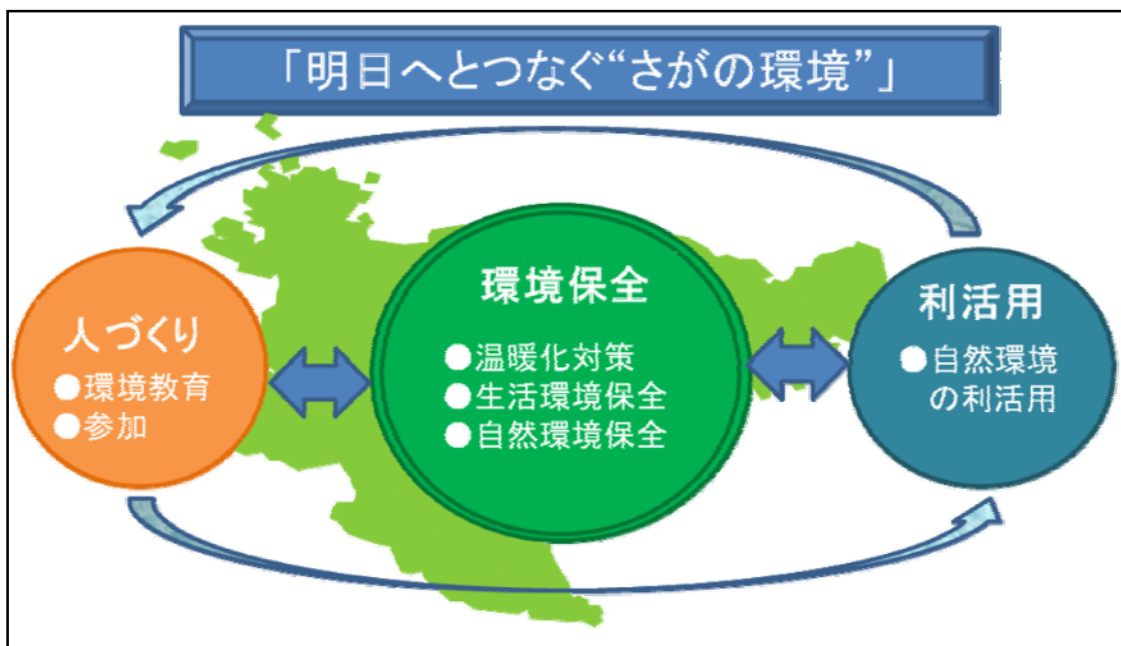 「明日へとつなぐ“さがの環境”」
人づくり
●環境教育
●参加
環境保全
●温暖化対策
●生活環境保全
●自然環境保全
利活用
●自然環境
の利活用